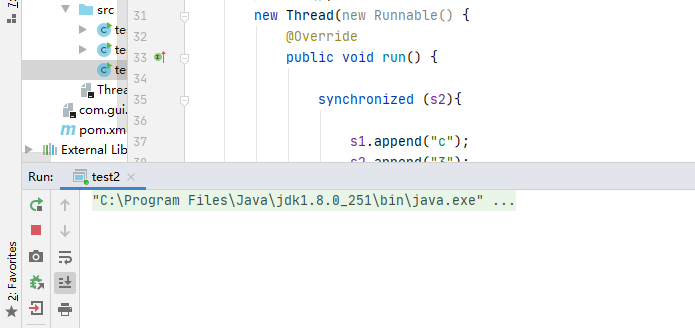 7:
src
te
te
te
Threa
com.gui.
pom.xm
External Lib
31 new Thread(new Runnable() {
32 @Override
33 public void run() {
34
35 synchronized (s2){
36
37 s1.append("c");
38 s2.append("3");
Run: test2 ×
"C:\Program Files\Java\jdk1.8.0_251\bin\java.exe" ...
2: Favorites